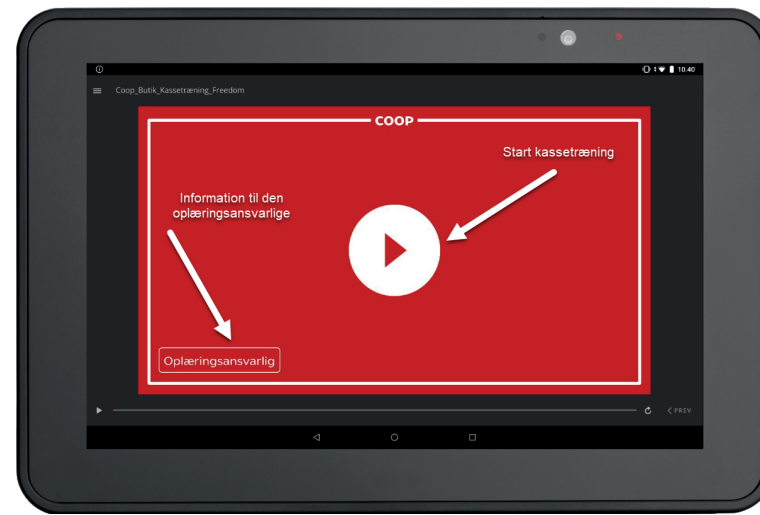 10.40
Coop_Butik_Kassetræning_Freedom
COOP
Start kassetræning
Information til den
oplæringsansvarlige
Oplæringsansvarlig
PREV